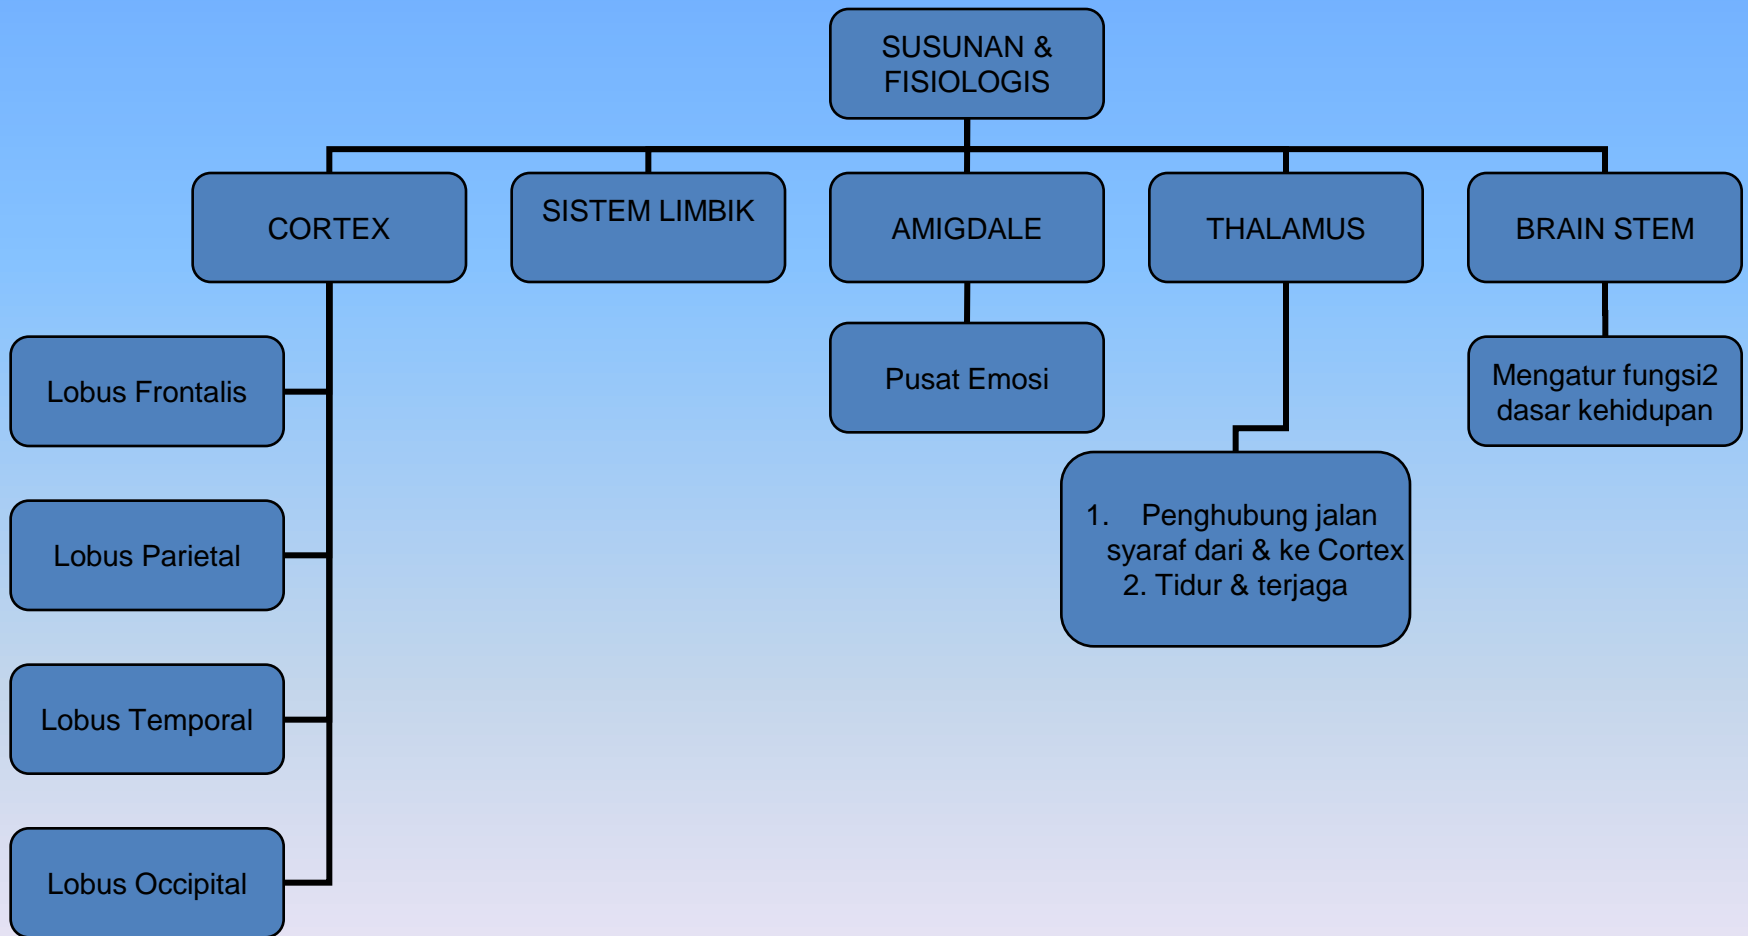 SUSUNAN &
FISIOLOGIS
CORTEX
SISTEM LIMBIK
AMIGDALE
THALAMUS
BRAIN STEM
Lobus Frontalis
Lobus Parietal
Lobus Temporal
Lobus Occipital
Pusat Emosi
1. Penghubung jalan
syaraf dari & ke Cortex
2. Tidur & terjaga
Mengatur fungsi2
dasar kehidupan